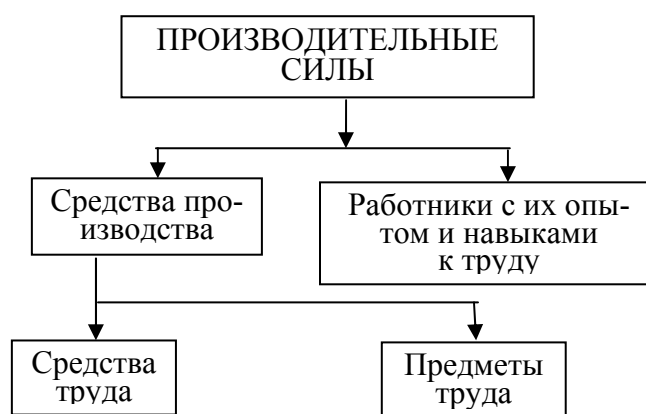 ПРОИЗВОДИТЕЛЬНЫЕ
СИЛЫ
Средства про-
изводства
Работники с их опы-
том и навыками
к труду
Средства
труда
Предметы
труда